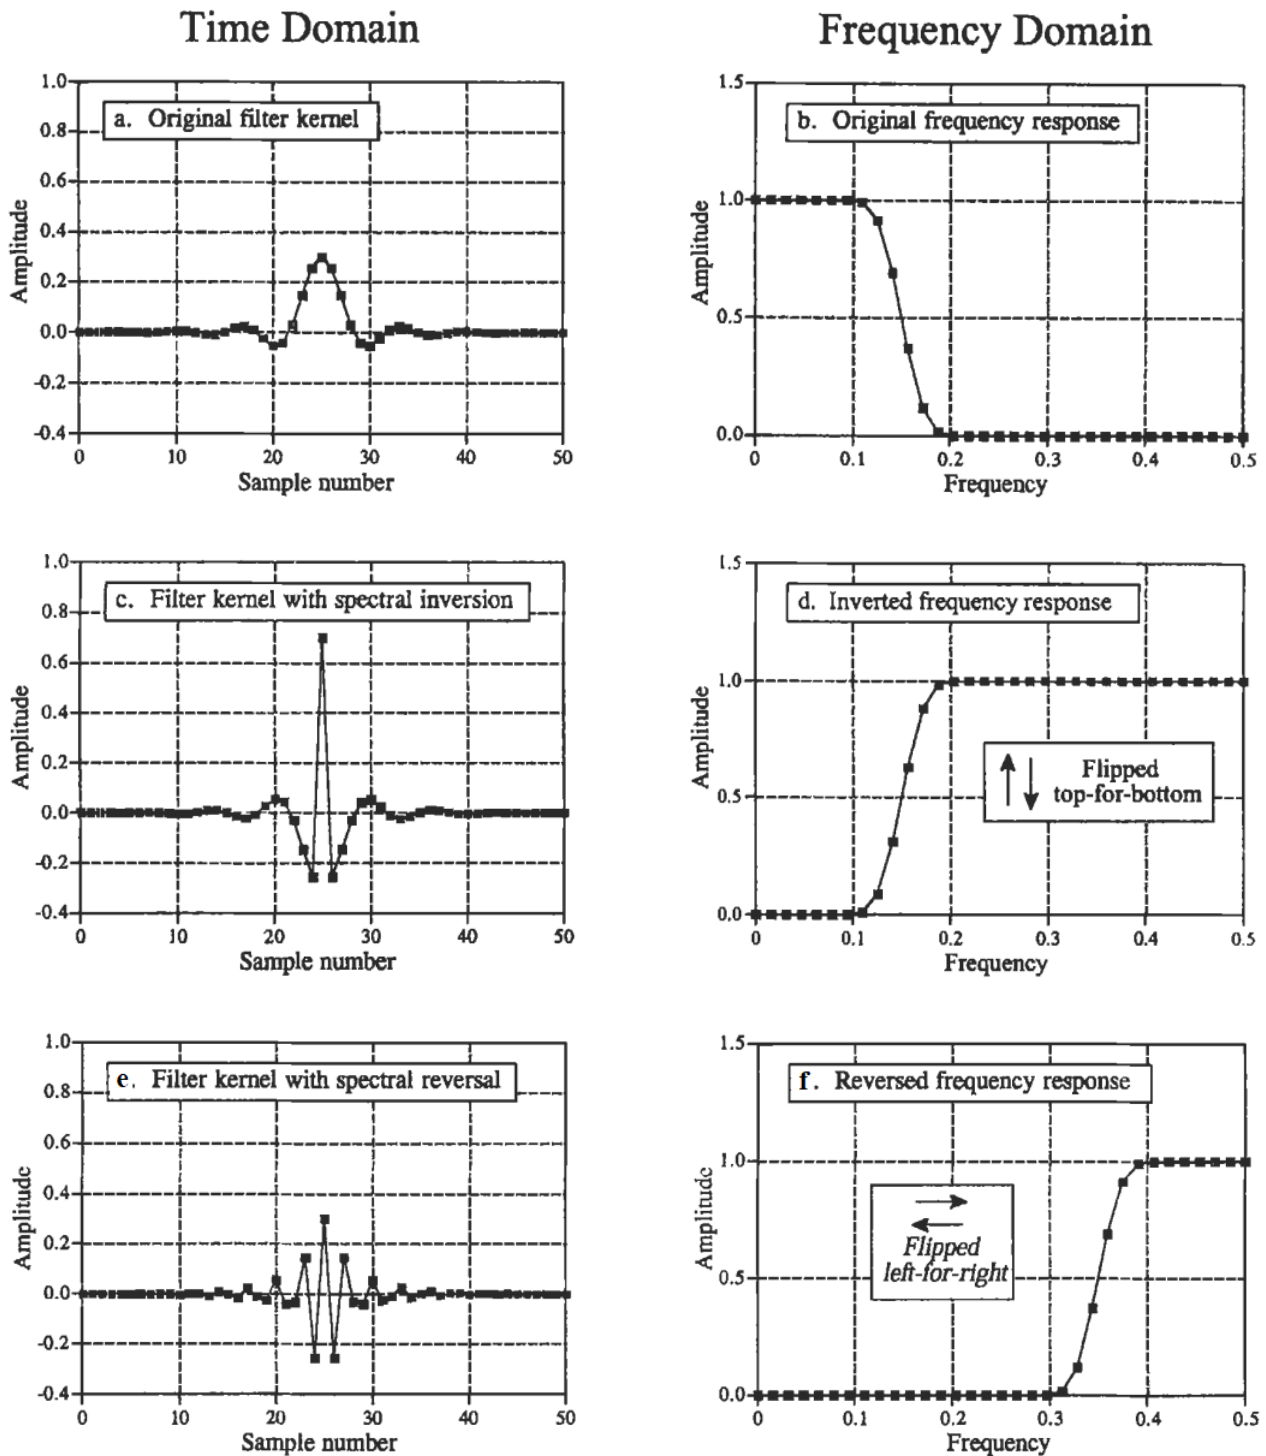 Time Domain
Frequency Domain
a. Original filter kernel
1.0
0.8
0.6
0.4
0.2
0.0
-0.2
-0.4
0 10 20 30 40 50
Amplitude
Sample number
b. Original frequency response
1.5
1.0
0.5
0.0
0 0.1 0.2 0.3 0.4 0.5
Amplitude
Frequency
c. Filter kernel with spectral inversion
1.0
0.8
0.6
0.4
0.2
0.0
-0.2
-0.4
0 10 20 30 40 50
Amplitude
Sample number
d. Inverted frequency response
1.5
1.0
0.5
0.0
0 0.1 0.2 0.3 0.4 0.5
Amplitude
Frequency
Flipped
top-for-bottom
e. Filter kernel with spectral reversal
1.0
0.8
0.6
0.4
0.2
0.0
-0.2
-0.4
0 10 20 30 40 50
Amplitude
Sample number
f. Reversed frequency response
1.5
1.0
0.5
0.0
0 0.1 0.2 0.3 0.4 0.5
Amplitude
Frequency
Flipped
left-for-right